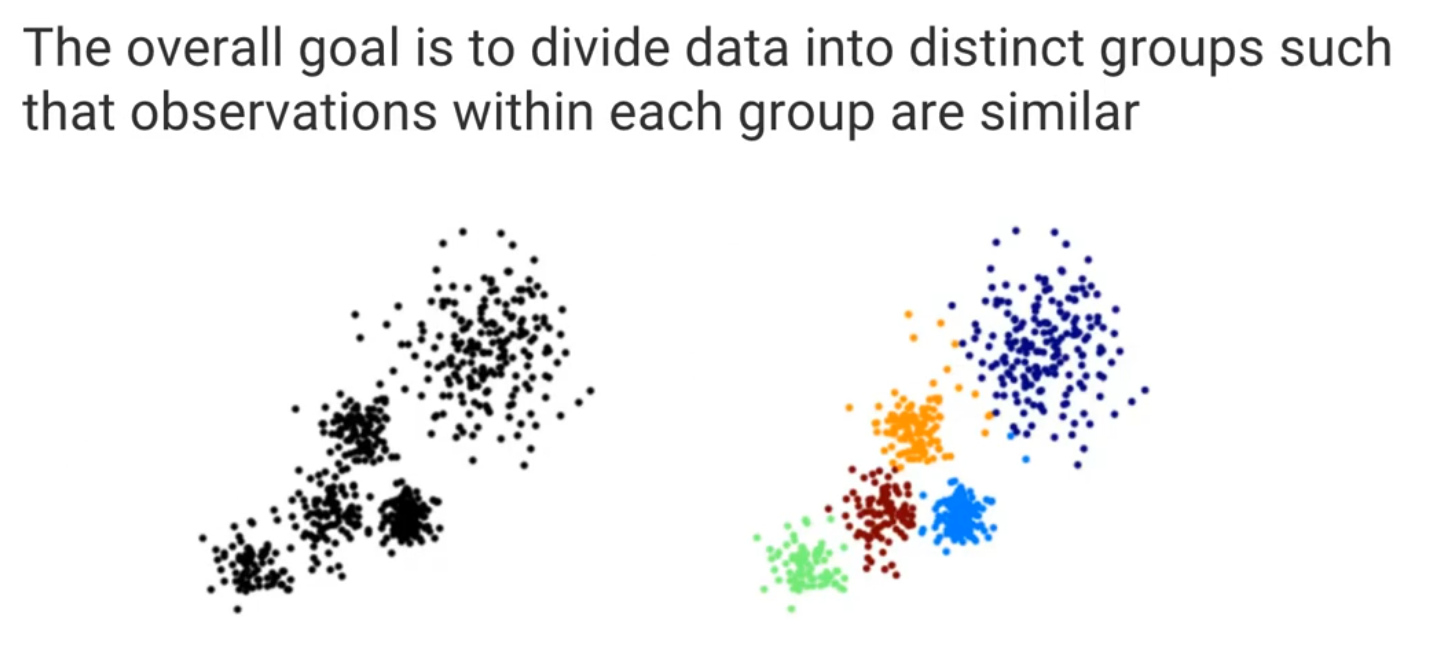 The overall goal is to divide data into distinct groups such
that observations within each group are similar